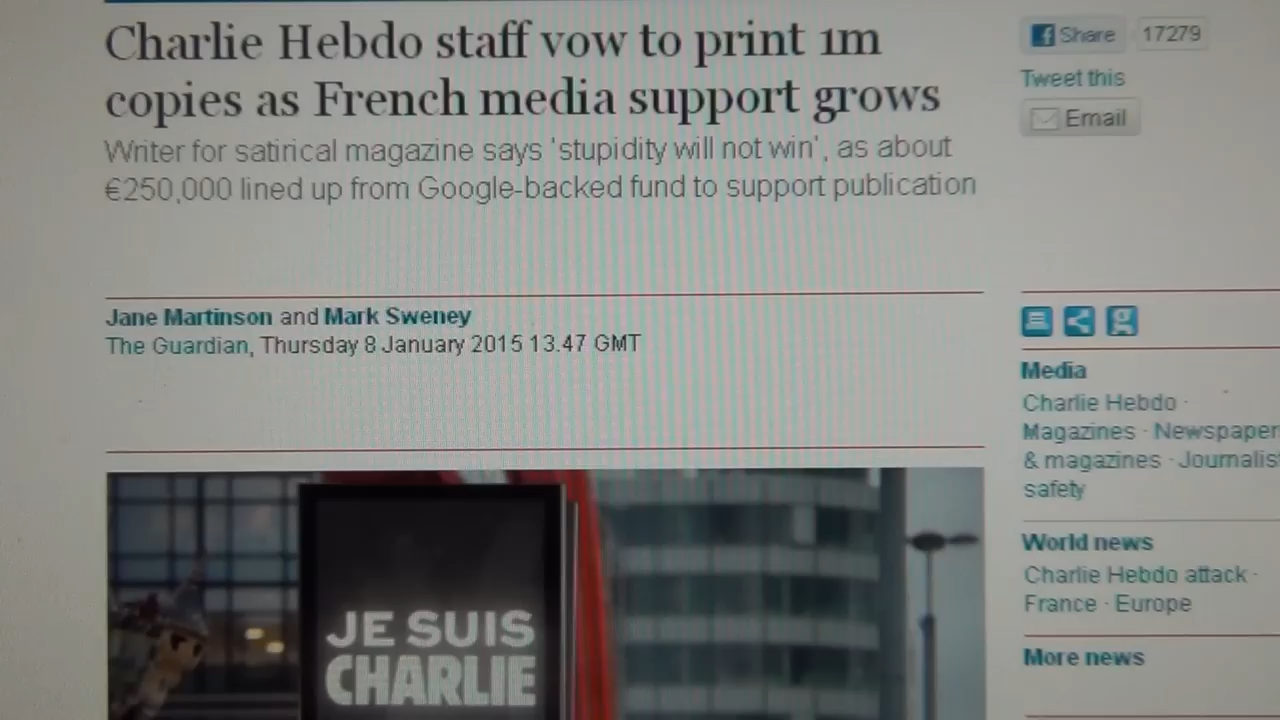 Charlie Hebdo staff vow to print 1m
copies as French media support grows
Writer for satirical magazine says 'stupidity will not win', as about
€250,000 lined up from Google-backed fund to support publication
Jane Martinson and Mark Sweney
The Guardian, Thursday 8 January 2015 13.47 GMT
JE SUIS
CHARLIE
Share 17279
Tweet this
Email
Media
Charlie Hebdo ·
Magazines · Newspaper
& magazines · Journalis
safety
World news
Charlie Hebdo attack ·
France · Europe
More news